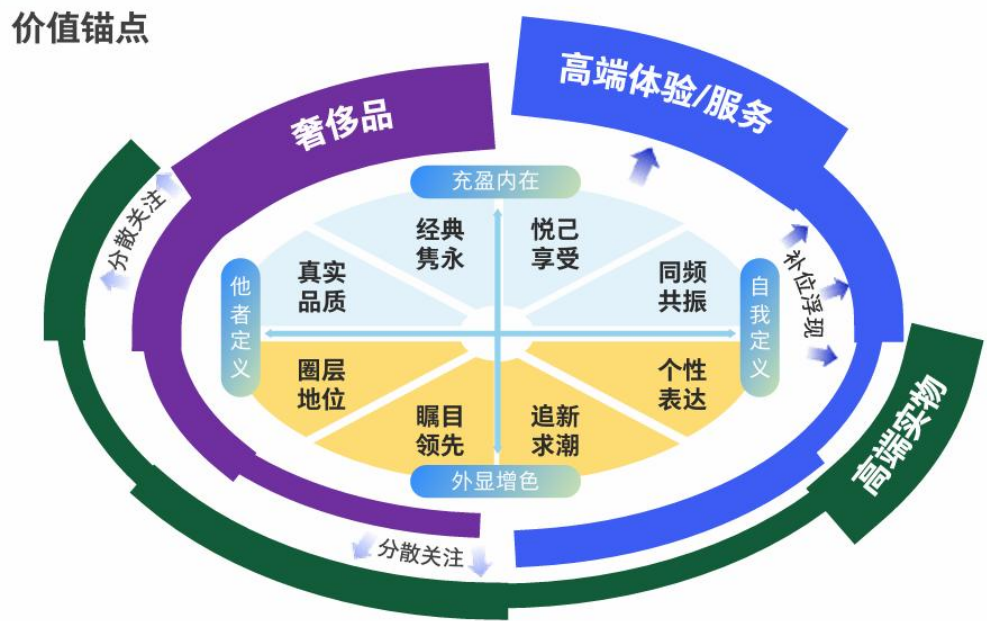 价值锚点
奢侈品
高端体验/服务
充盈内在
分散关注
经典
隽永
悦己
享受
真实
品质
同频
共振
他者定义
自我定义
补位浮现
圈层
地位
瞩目
领先
追新
求潮
个性
表达
外显增色
高端实物
分散关注